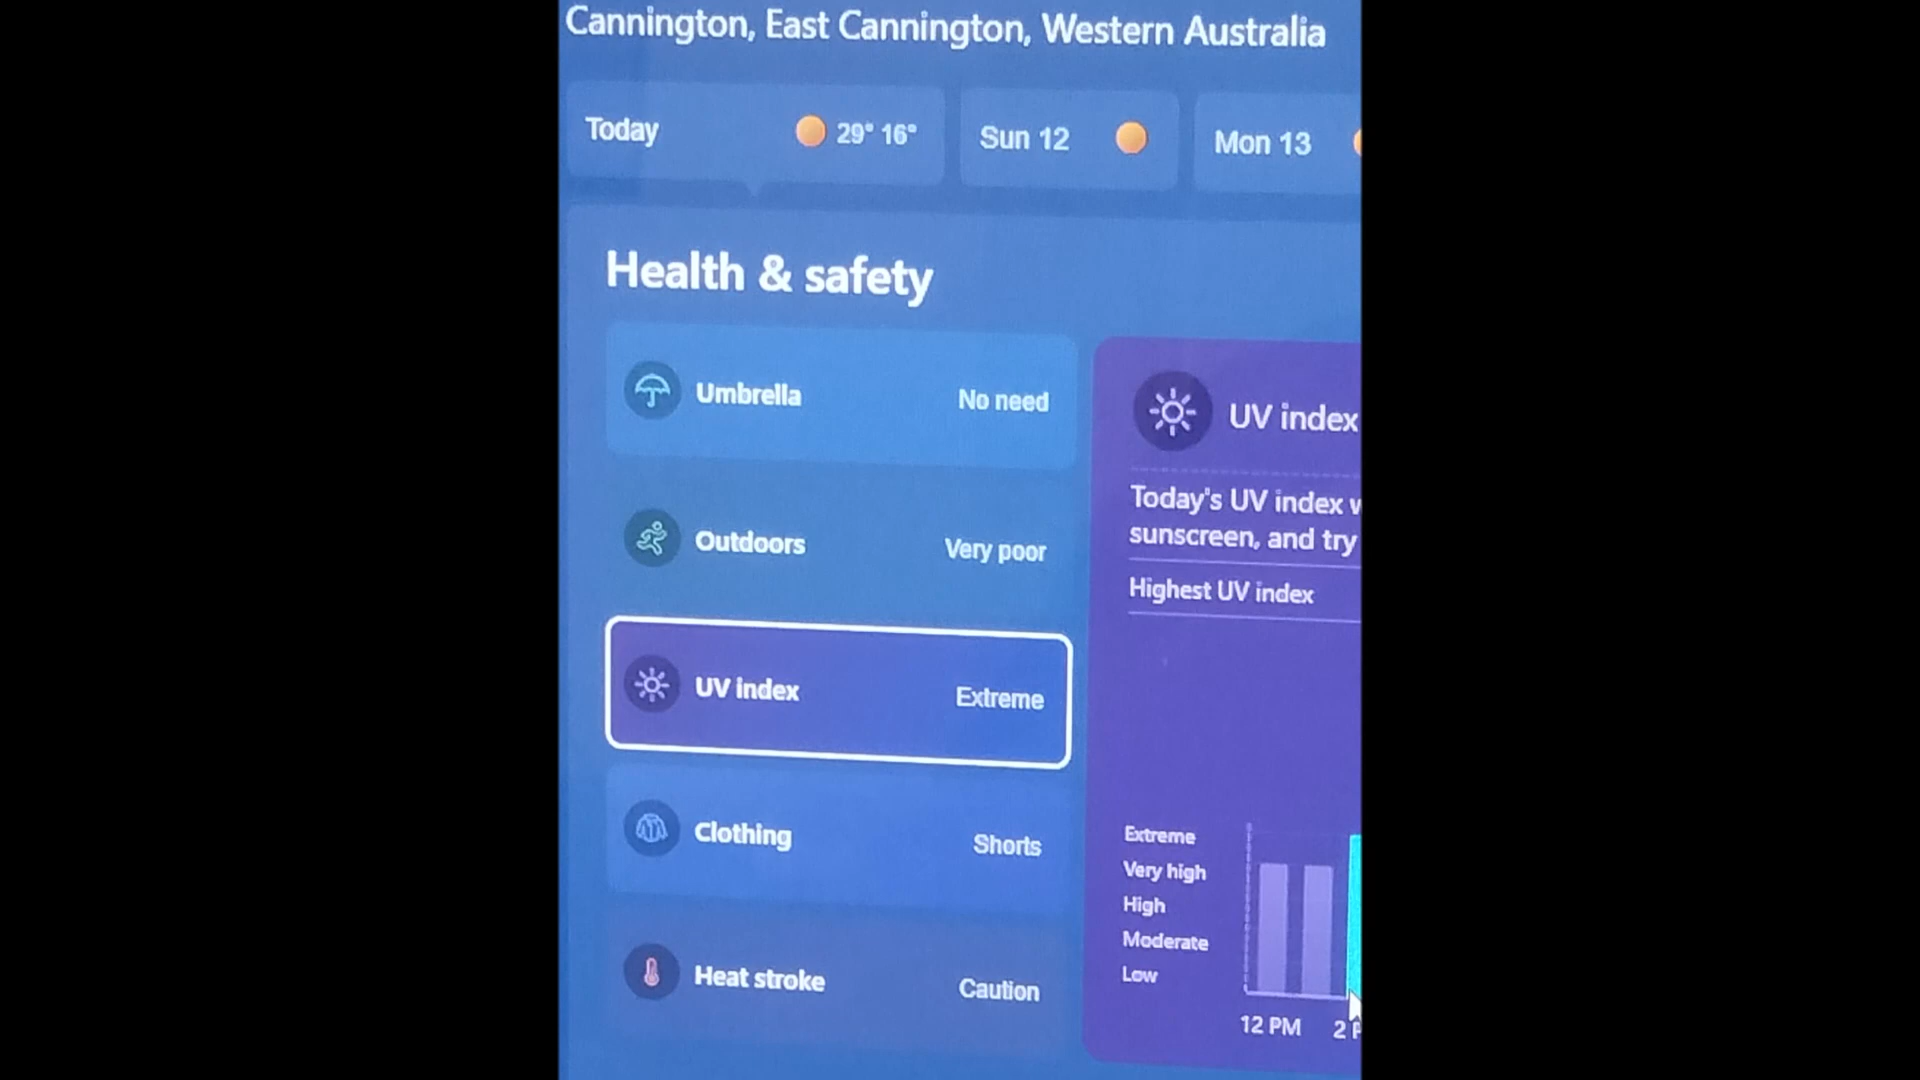 Cannington, East Cannington, Western Australia
Today 29° 16° Sun 12 Mon 13
Health & safety
Umbrella No need
Outdoors Very poor
UV index Extreme
Clothing Shorts
Heat stroke Caution
UV index
Today's UV index
sunscreen, and try
Highest UV index
Extreme
Very high
High
Moderate
Low
12 PM 2